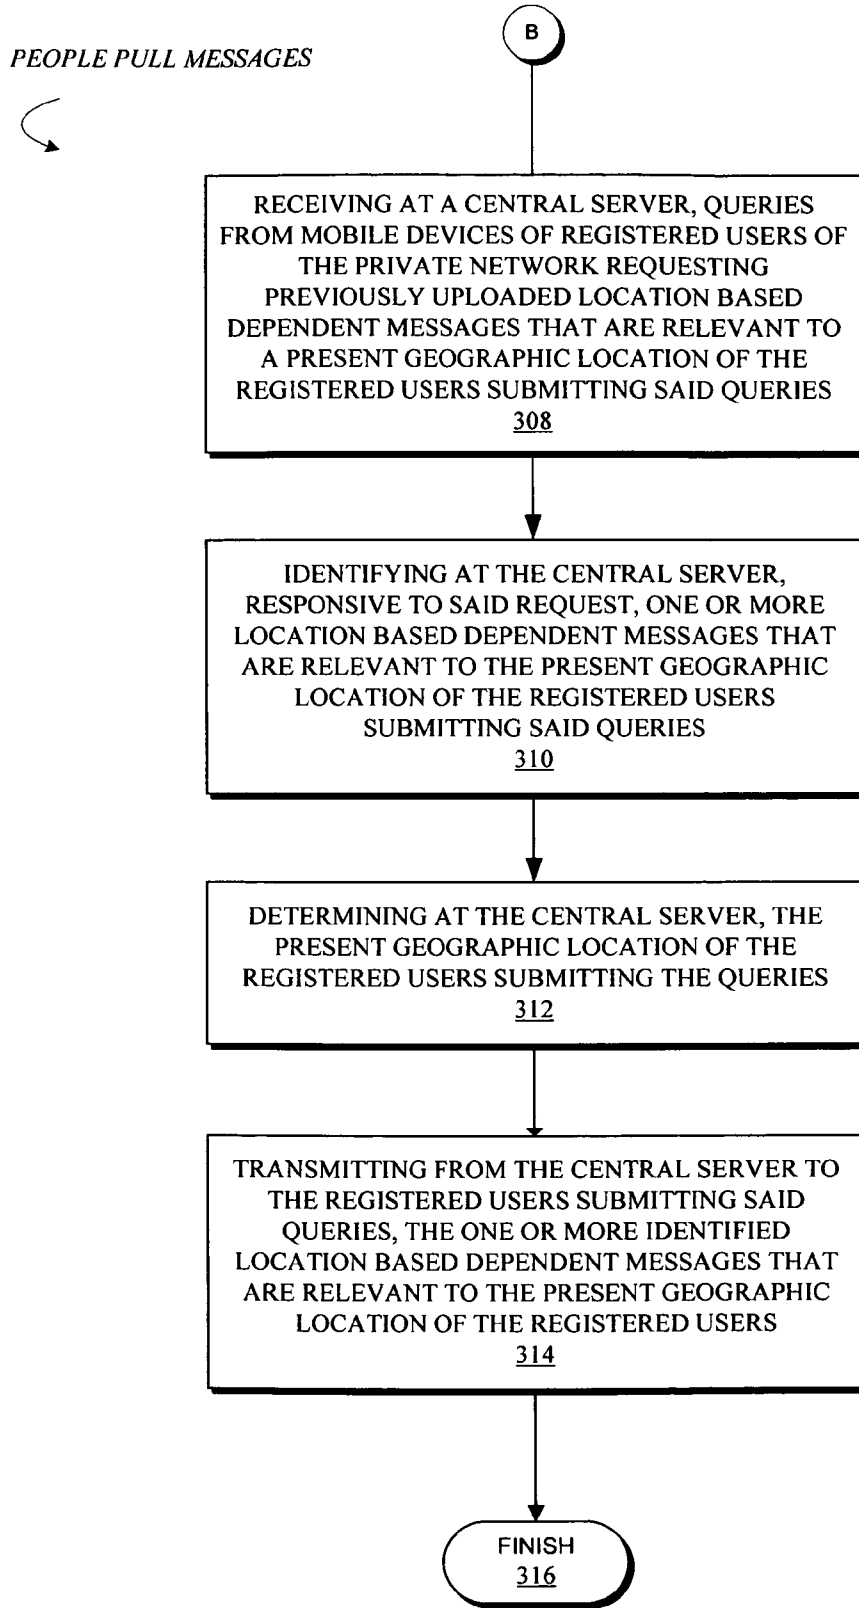 B
PEOPLE PULL MESSAGES
RECEIVING AT A CENTRAL SERVER, QUERIES
FROM MOBILE DEVICES OF REGISTERED USERS OF
THE PRIVATE NETWORK REQUESTING
PREVIOUSLY UPLOADED LOCATION BASED
DEPENDENT MESSAGES THAT ARE RELEVANT TO
A PRESENT GEOGRAPHIC LOCATION OF THE
REGISTERED USERS SUBMITTING SAID QUERIES
308
IDENTIFYING AT THE CENTRAL SERVER,
RESPONSIVE TO SAID REQUEST, ONE OR MORE
LOCATION BASED DEPENDENT MESSAGES THAT
ARE RELEVANT TO THE PRESENT GEOGRAPHIC
LOCATION OF THE REGISTERED USERS
SUBMITTING SAID QUERIES
310
DETERMINING AT THE CENTRAL SERVER, THE
PRESENT GEOGRAPHIC LOCATION OF THE
REGISTERED USERS SUBMITTING THE QUERIES
312
TRANSMITTING FROM THE CENTRAL SERVER TO
THE REGISTERED USERS SUBMITTING SAID
QUERIES, THE ONE OR MORE IDENTIFIED
LOCATION BASED DEPENDENT MESSAGES THAT
ARE RELEVANT TO THE PRESENT GEOGRAPHIC
LOCATION OF THE REGISTERED USERS
314
FINISH
316